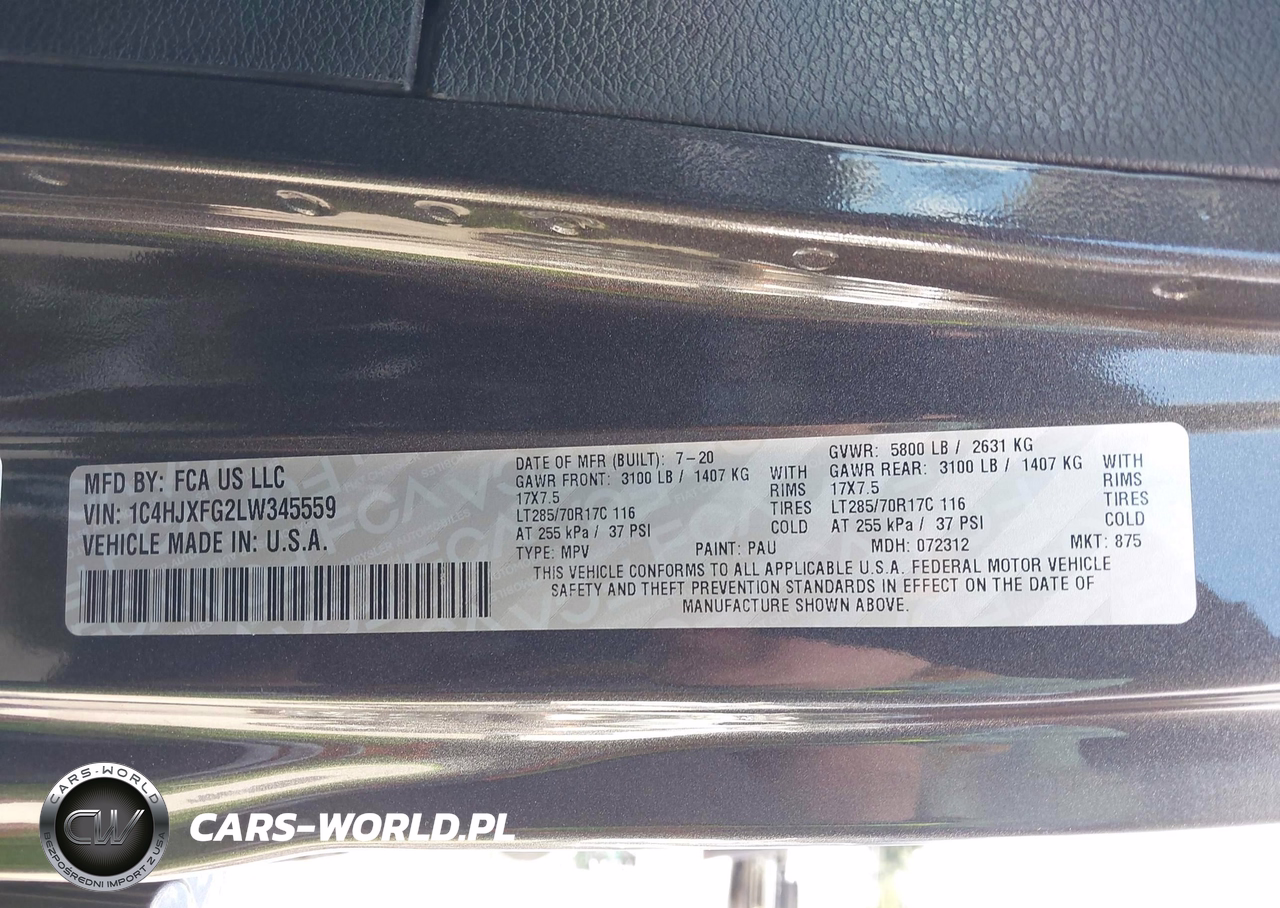 MFD BY: FCA US LLC
VIN: 1C4HJXFG2LW345559
VEHICLE MADE IN: U.S.A.
DATE OF MFR (BUILT): 7-20
GAWR FRONT: 3100 LB / 1407 KG WITH
17X7.5 RIMS
LT285/70R17C 116 TIRES
AT 255 kPa / 37 PSI COLD
GVWR: 5800 LB / 2631 KG
GAWR REAR: 3100 LB / 1407 KG WITH
17X7.5 RIMS
LT285/70R17C 116 TIRES
AT 255 kPa / 37 PSI COLD
TYPE: MPV PAINT: PAU MDH: 072312 MKT: 875
THIS VEHICLE CONFORMS TO ALL APPLICABLE U.S.A. FEDERAL MOTOR VEHICLE
SAFETY AND THEFT PREVENTION STANDARDS IN EFFECT ON THE DATE OF
MANUFACTURE SHOWN ABOVE.
CARS-WORLD
CW
BEZPOŚREDNI IMPORT Z USA
CARS-WORLD.PL